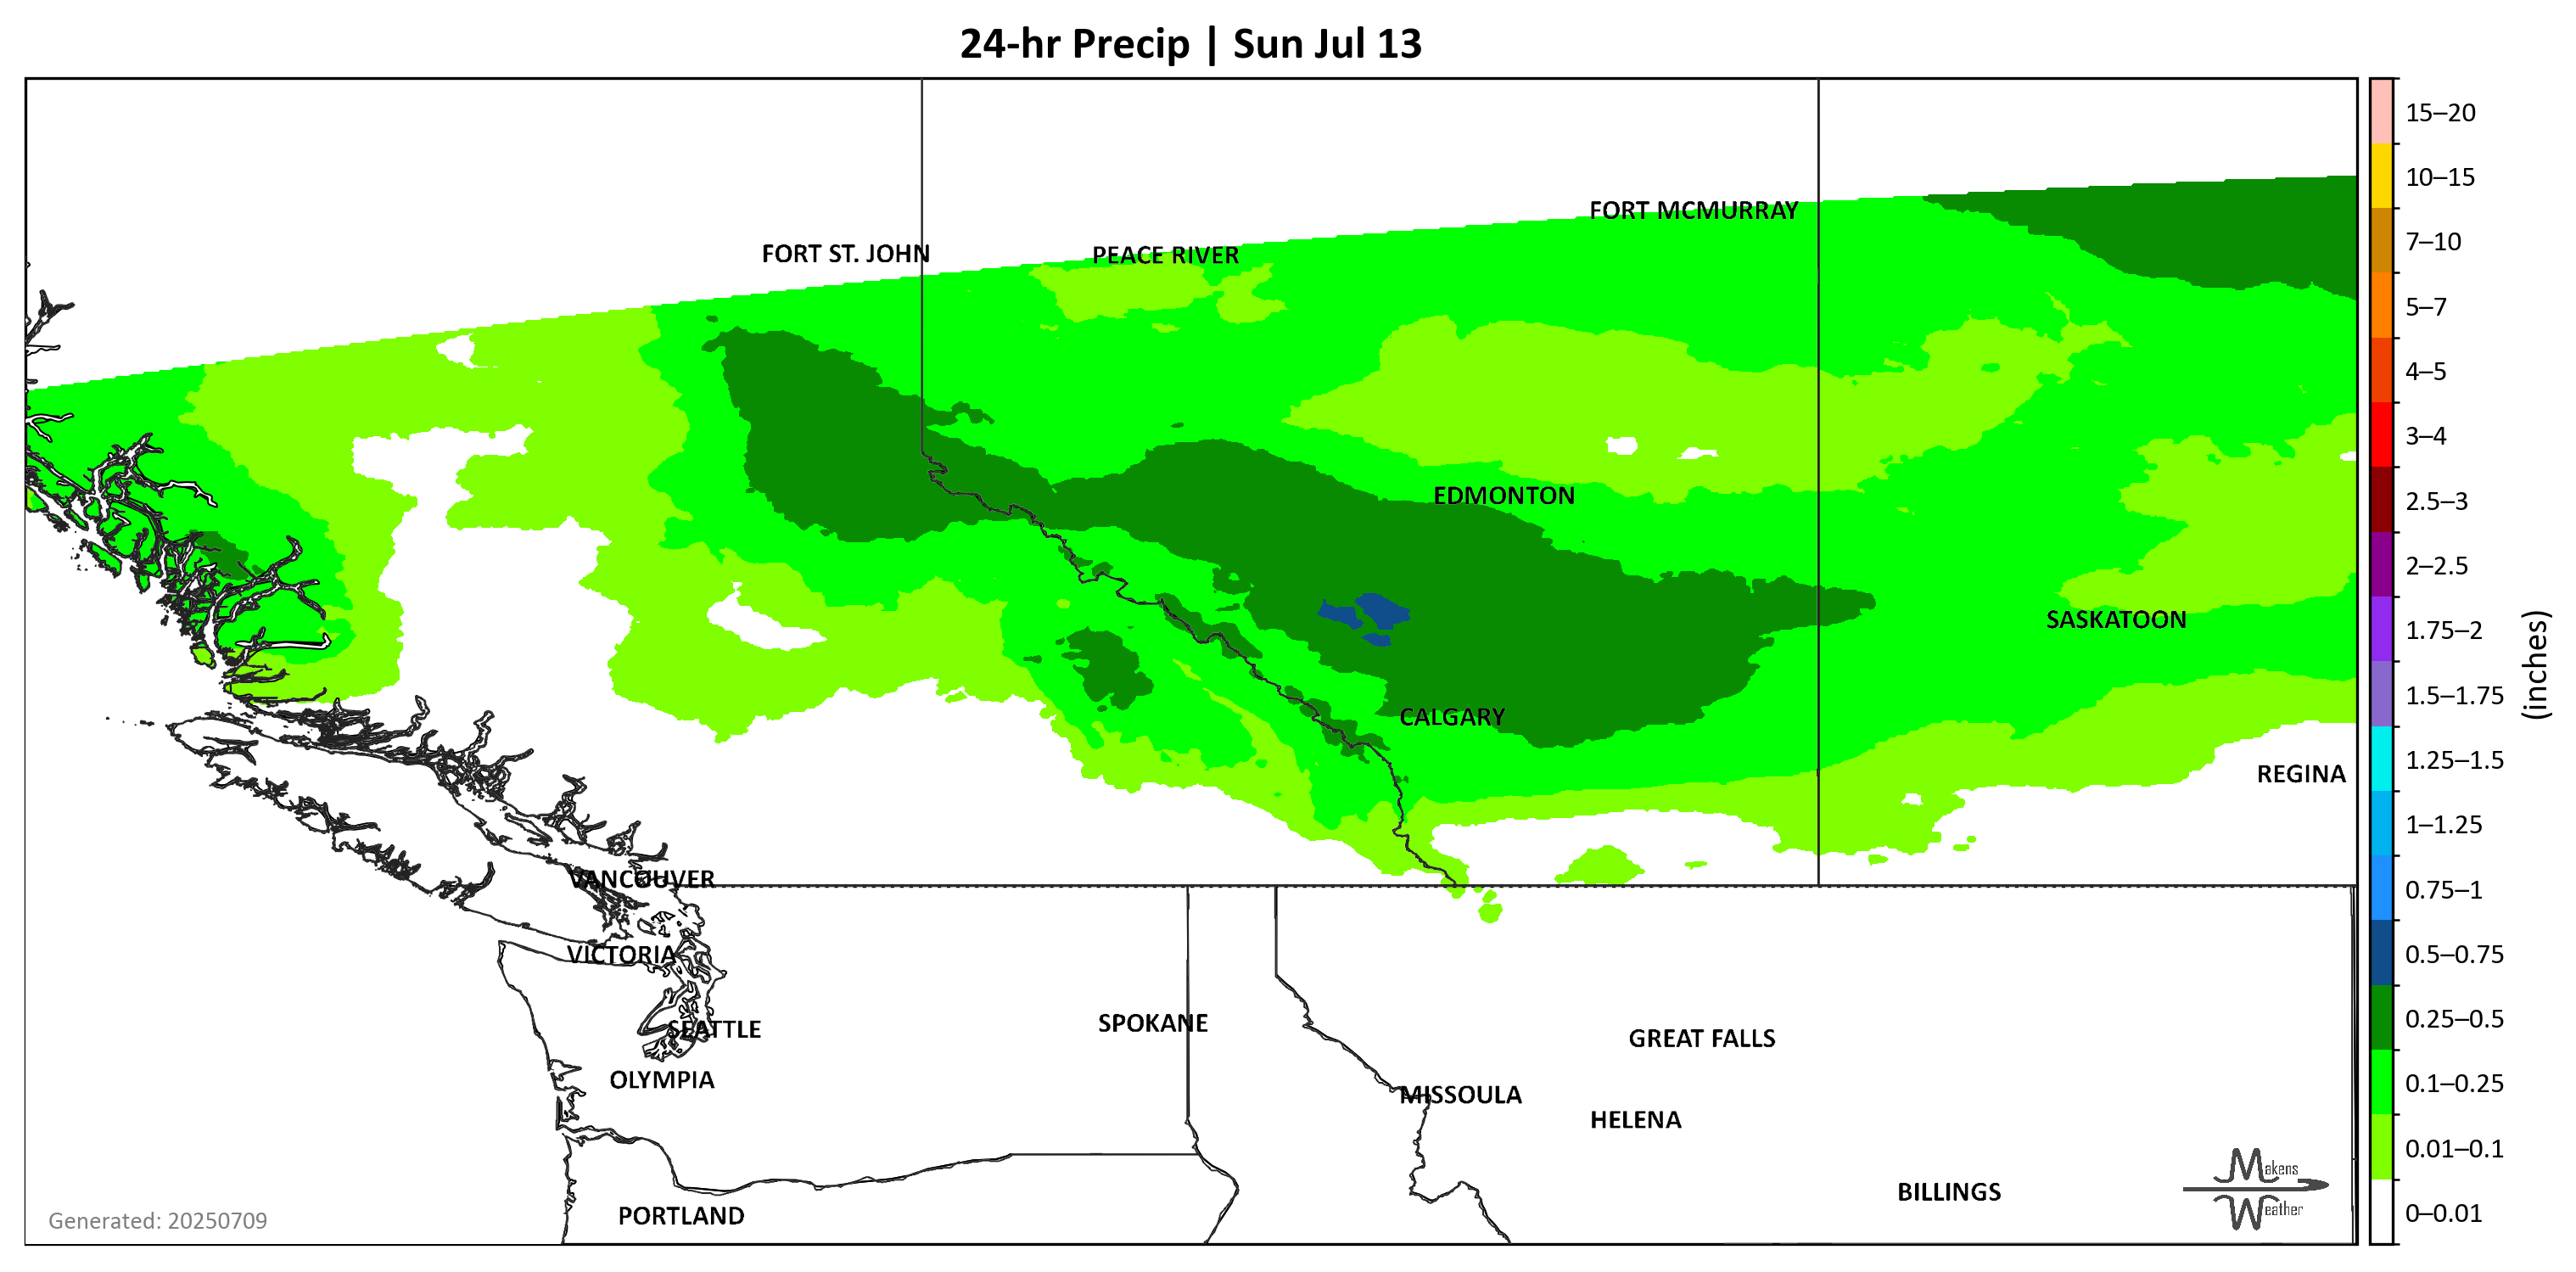 24-hr Precip | Sun Jul 13
15–20
10–15
7–10
5–7
4–5
3–4
2.5–3
2–2.5
1.75–2
1.5–1.75
1.25–1.5
1–1.25
0.75–1
0.5–0.75
0.25–0.5
0.1–0.25
0.01–0.1
0–0.01
(inches)
FORT MCMURRAY
FORT ST. JOHN
PEACE RIVER
EDMONTON
SASKATOON
CALGARY
REGINA
VANCOUVER
VICTORIA
SPOKANE
SEATTLE
GREAT FALLS
OLYMPIA
MISSOULA
HELENA
BILLINGS
PORTLAND
Makens
Weather
Generated: 20250709